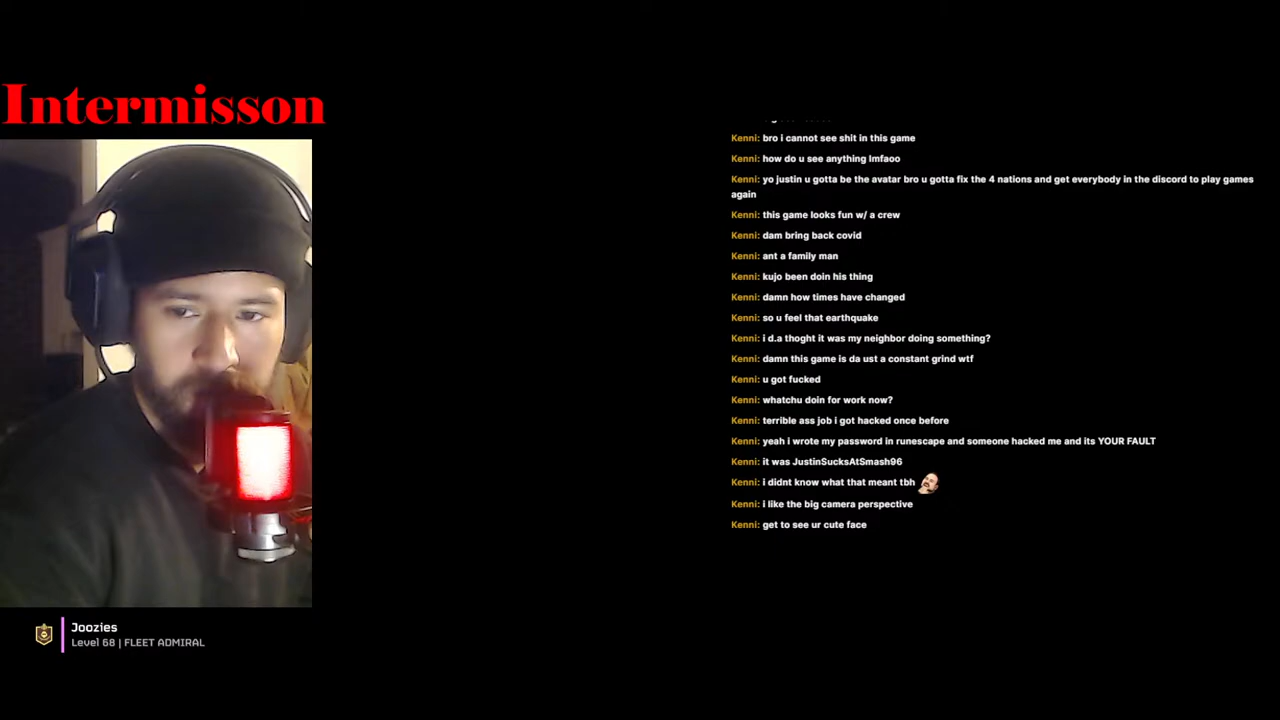 Intermisson
Kenni: bro i cannot see shit in this game
Kenni: how do u see anything lmfaoo
Kenni: yo justin u gotta be the avatar bro u gotta fix the 4 nations and get everybody in the discord to play games
again
Kenni: this game looks fun w/ a crew
Kenni: dam bring back covid
Kenni: ant a family man
Kenni: kujo been doin his thing
Kenni: damn how times have changed
Kenni: so u feel that earthquake
Kenni: i d.a thoght it was my neighbor doing something?
Kenni: damn this game is da ust a constant grind wtf
Kenni: u got fucked
Kenni: whatchu doin for work now?
Kenni: terrible ass job i got hacked once before
Kenni: yeah i wrote my password in runescape and someone hacked me and its YOUR FAULT
Kenni: it was JustinSucksAtSmash96
Kenni: i didnt know what that meant tbh
Kenni: i like the big camera perspective
Kenni: get to see ur cute face
Joozies
Level 68 | FLEET ADMIRAL